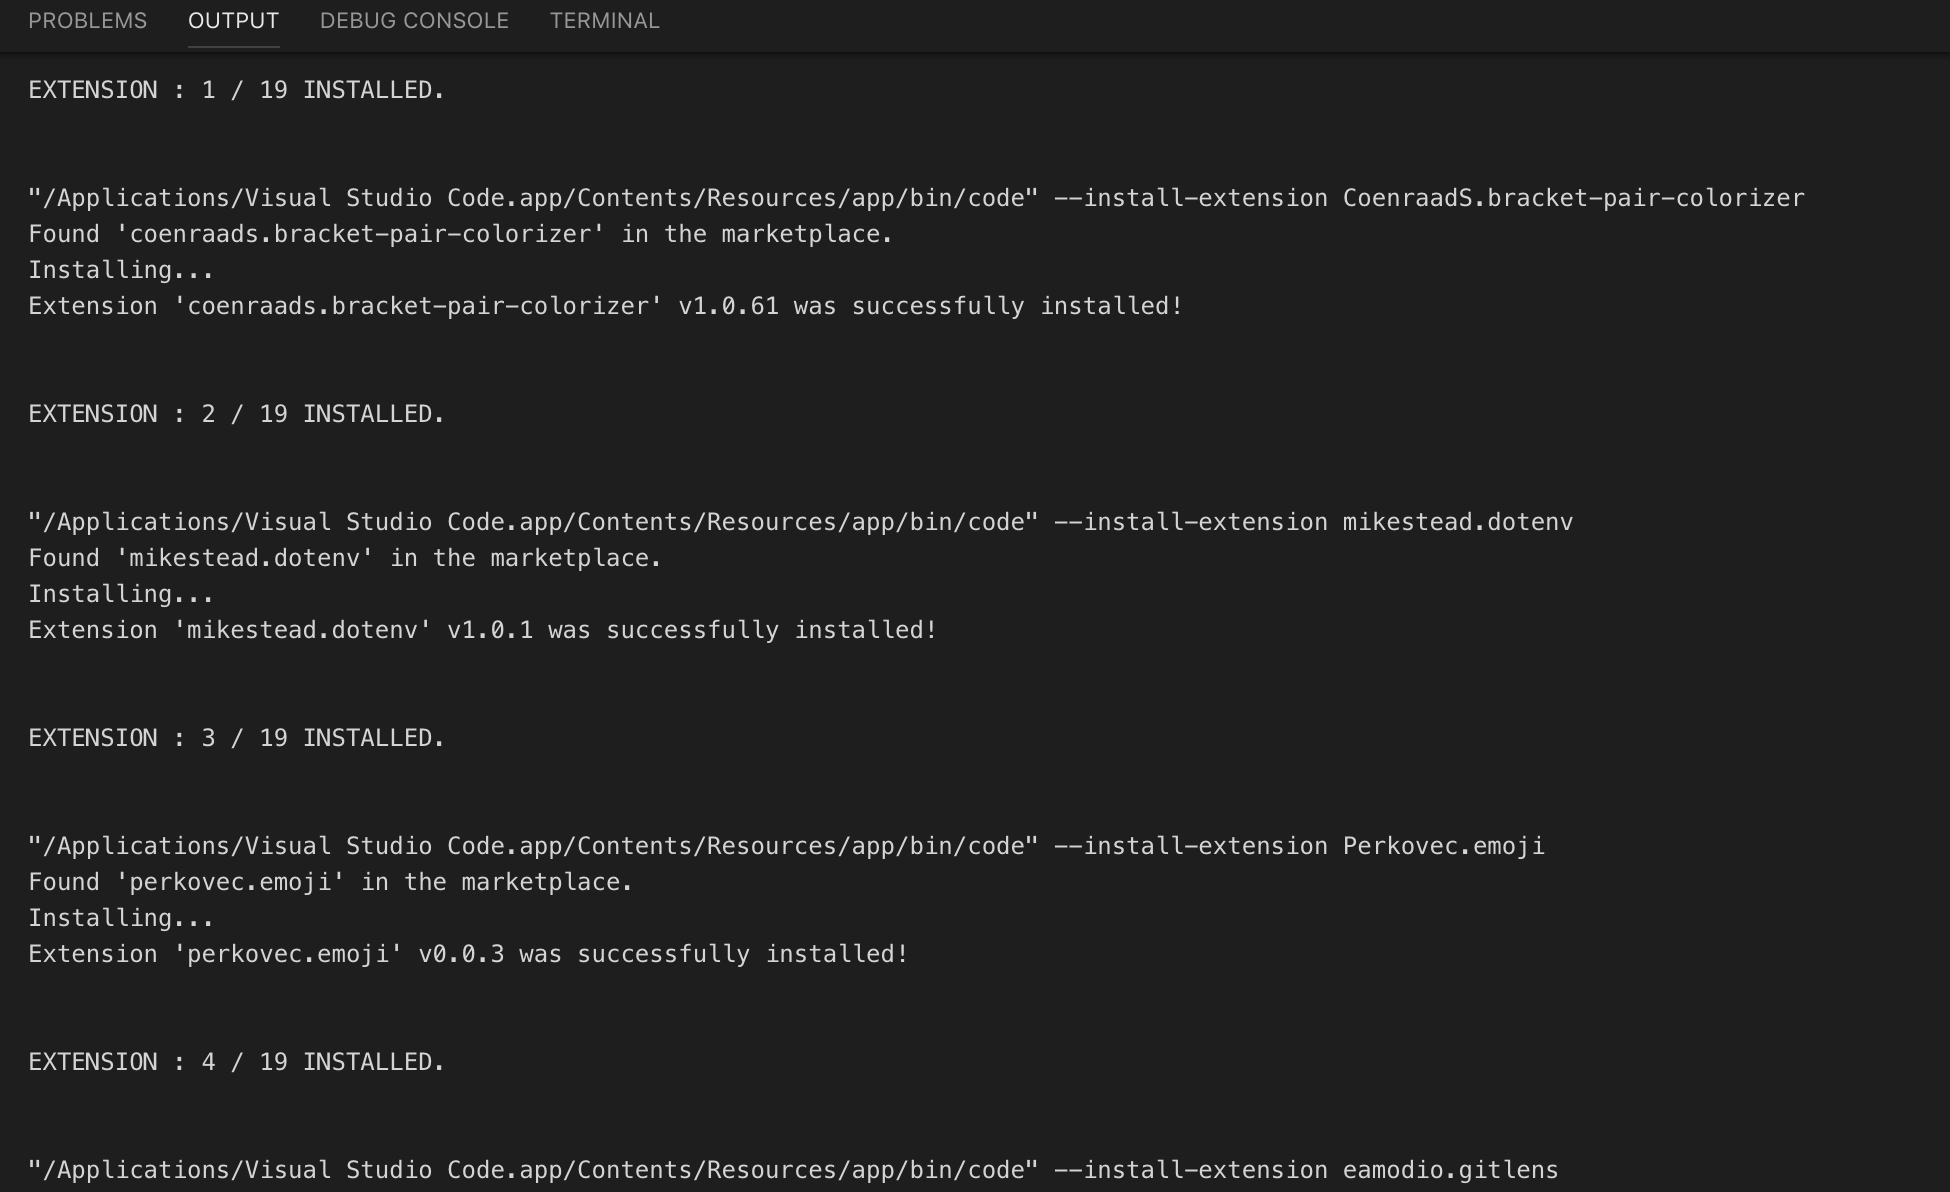 PROBLEMS OUTPUT DEBUG CONSOLE TERMINAL
EXTENSION : 1 / 19 INSTALLED.
"/Applications/Visual Studio Code.app/Contents/Resources/app/bin/code" --install-extension CoenraadS.bracket-pair-colorizer
Found 'coenraads.bracket-pair-colorizer' in the marketplace.
Installing...
Extension 'coenraads.bracket-pair-colorizer' v1.0.61 was successfully installed!
EXTENSION : 2 / 19 INSTALLED.
"/Applications/Visual Studio Code.app/Contents/Resources/app/bin/code" --install-extension mikestead.dotenv
Found 'mikestead.dotenv' in the marketplace.
Installing...
Extension 'mikestead.dotenv' v1.0.1 was successfully installed!
EXTENSION : 3 / 19 INSTALLED.
"/Applications/Visual Studio Code.app/Contents/Resources/app/bin/code" --install-extension Perkovec.emoji
Found 'perkovec.emoji' in the marketplace.
Installing...
Extension 'perkovec.emoji' v0.0.3 was successfully installed!
EXTENSION : 4 / 19 INSTALLED.
"/Applications/Visual Studio Code.app/Contents/Resources/app/bin/code" --install-extension eamodio.gitlens